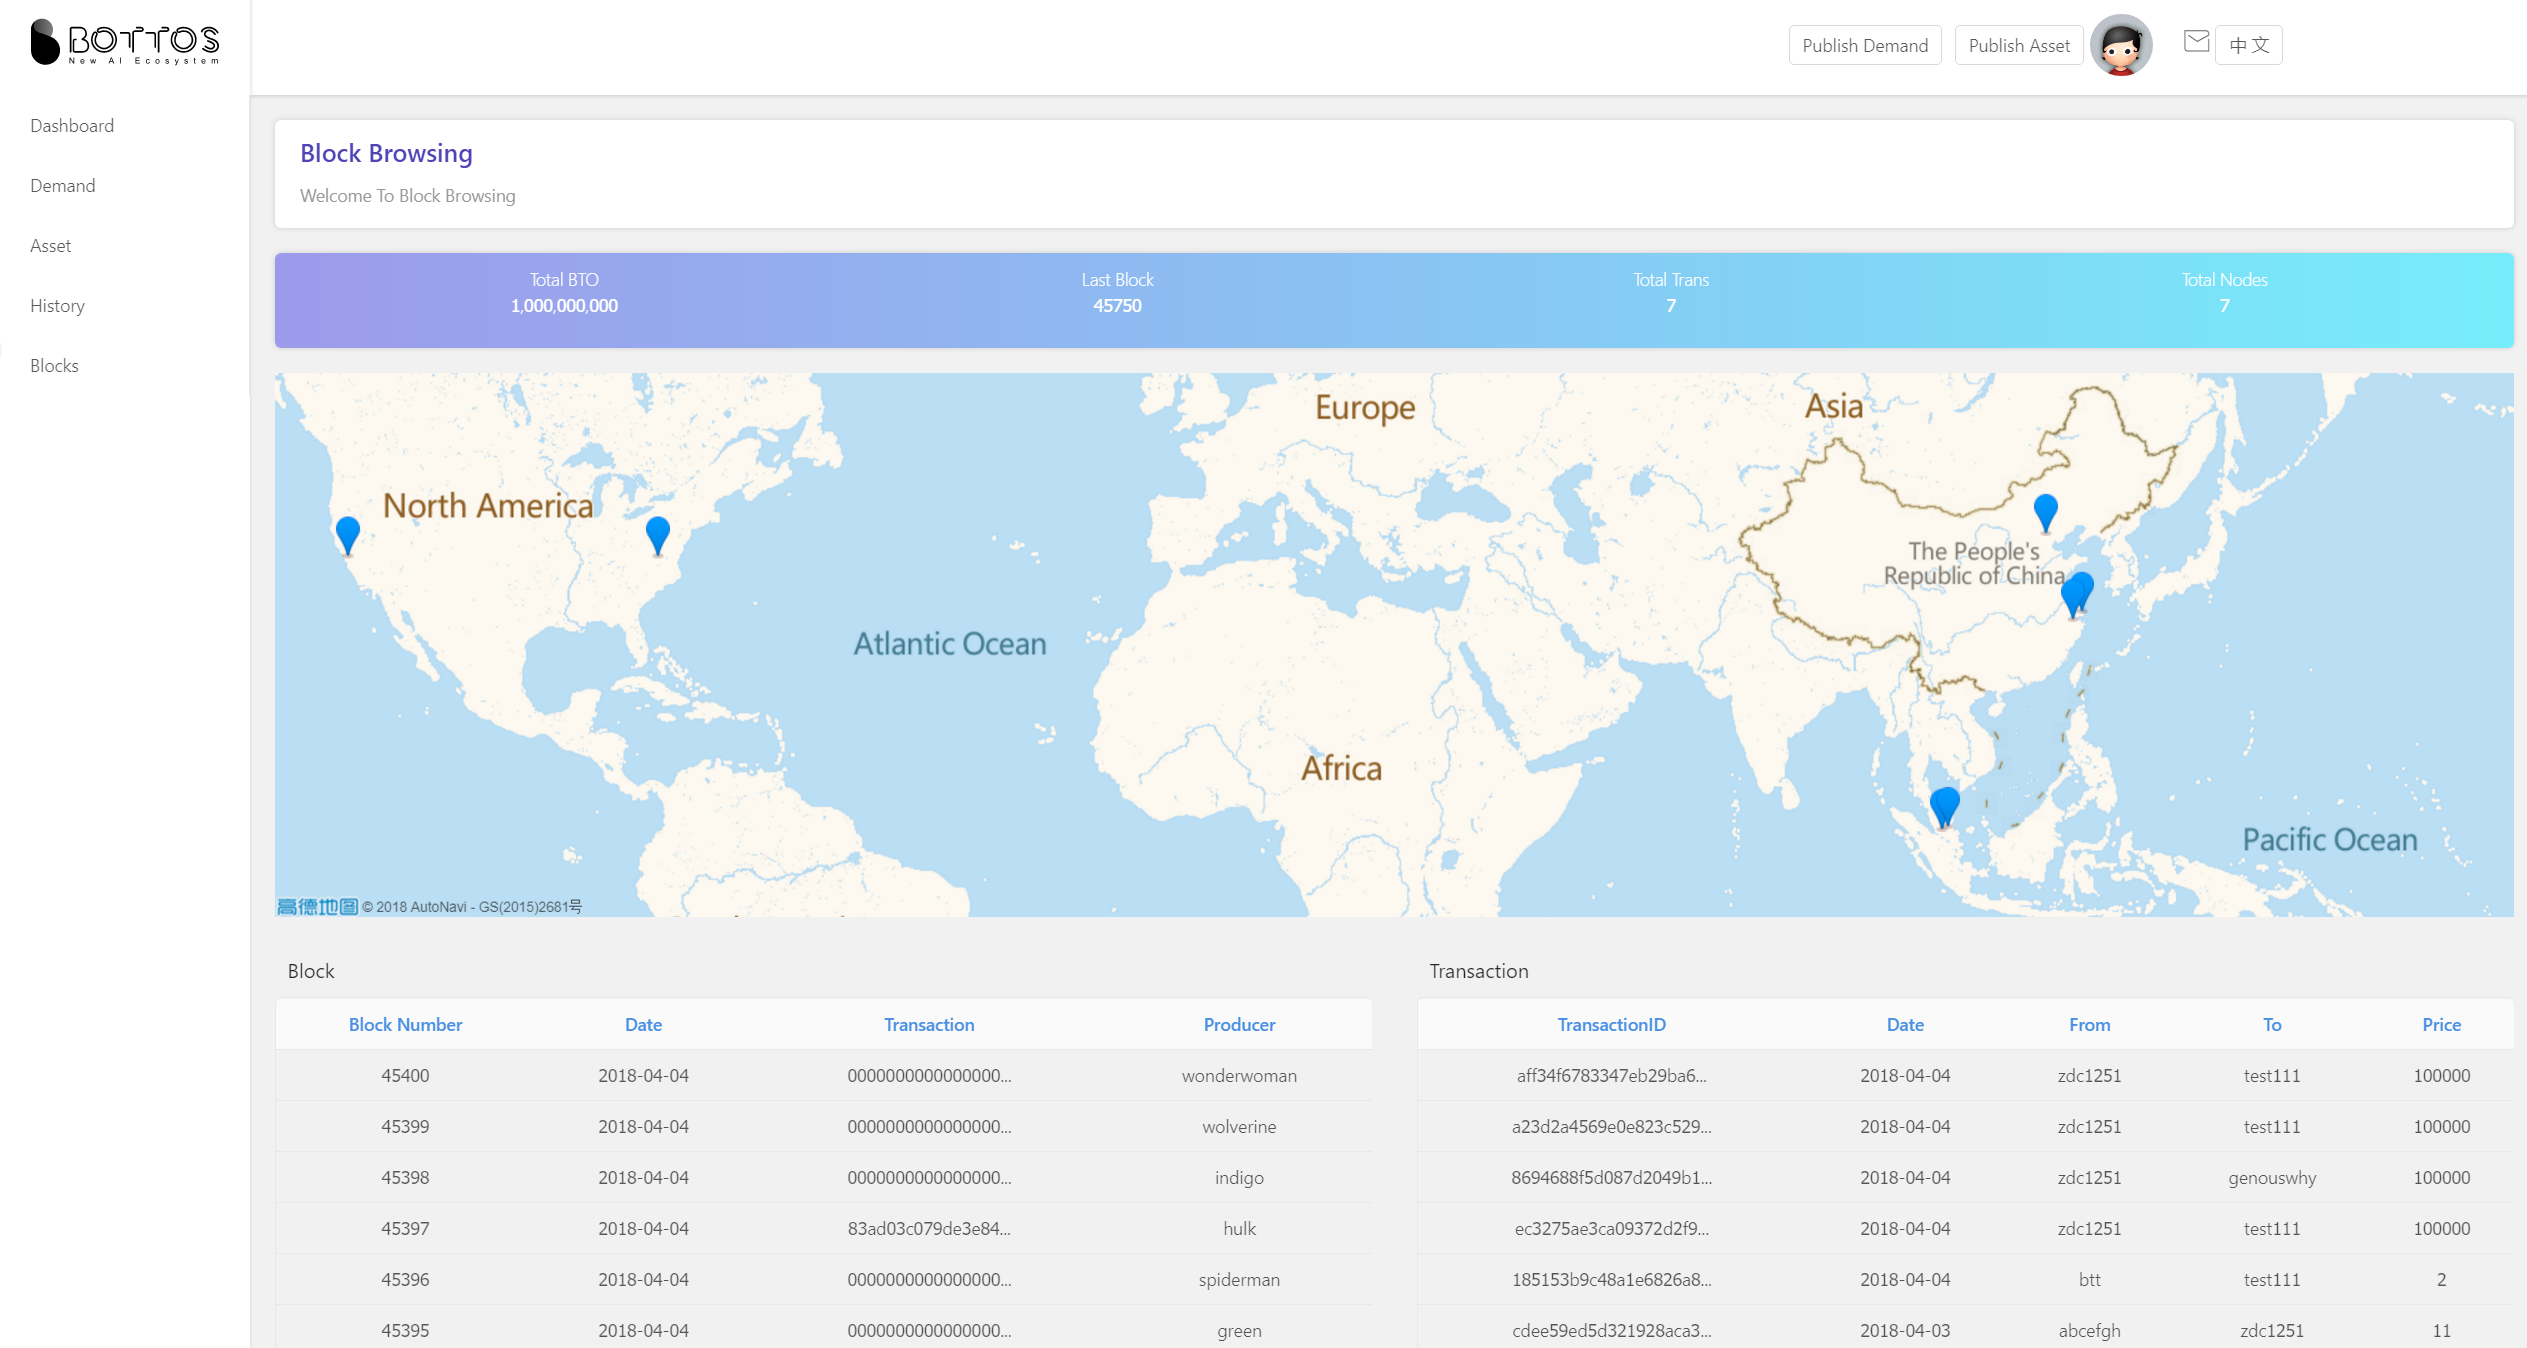 BOTTOS
New AI Ecosystem
Publish Demand
Publish Asset
中文
Dashboard
Demand
Asset
History
Blocks
Block Browsing
Welcome To Block Browsing
Total BTO
1,000,000,000
Last Block
45750
Total Trans
7
Total Nodes
7
Europe
Asia
North America
The People's
Republic of China
Atlantic Ocean
Africa
Pacific Ocean
高德地图 © 2018 AutoNavi - GS(2015)2681号
Block
Block Number Date Transaction Producer
45400 2018-04-04 0000000000000000... wonderwoman
45399 2018-04-04 0000000000000000... wolverine
45398 2018-04-04 0000000000000000... indigo
45397 2018-04-04 83ad03c079de3e84... hulk
45396 2018-04-04 0000000000000000... spiderman
45395 2018-04-04 0000000000000000... green
Transaction
TransactionID Date From To Price
aff34f6783347eb29ba6... 2018-04-04 zdc1251 test111 100000
a23d2a4569e0e823c529... 2018-04-04 zdc1251 test111 100000
8694688f5d087d2049b1... 2018-04-04 zdc1251 genouswhy 100000
ec3275ae3ca09372d2f9... 2018-04-04 zdc1251 test111 100000
185153b9c48a1e6826a8... 2018-04-04 btt test111 2
cdee59ed5d321928aca3... 2018-04-03 abcefgh zdc1251 11